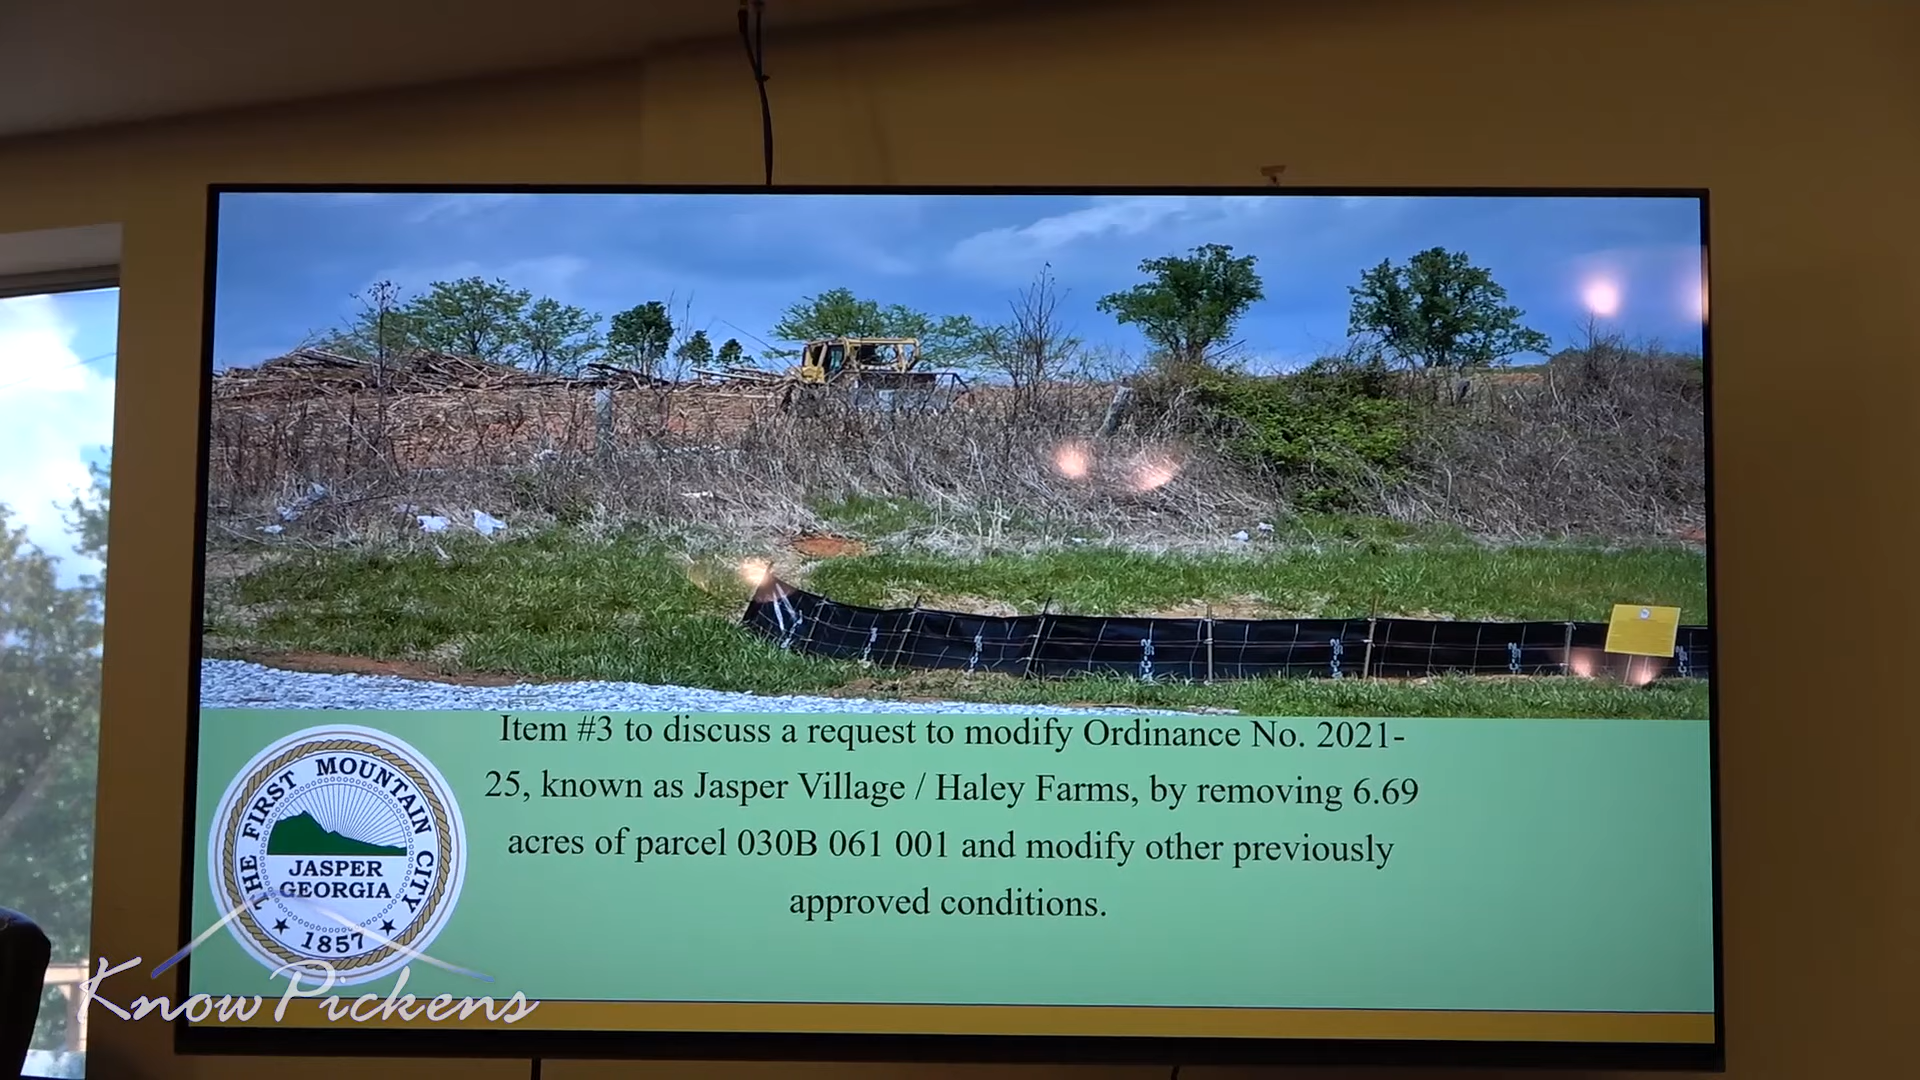 Item #3 to discuss a request to modify Ordinance No. 2021-
25, known as Jasper Village / Haley Farms, by removing 6.69
acres of parcel 030B 061 001 and modify other previously
approved conditions.
THE FIRST MOUNTAIN CITY
JASPER
GEORGIA
1857
KnowPickens